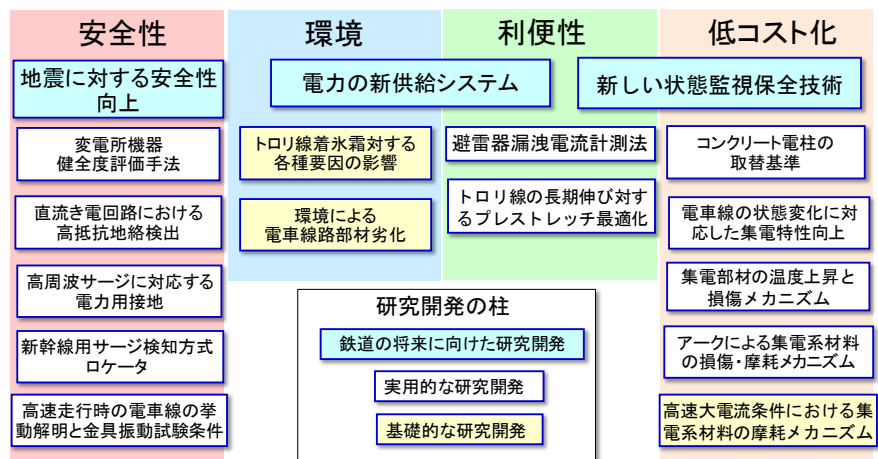 安全性
環境
利便性
低コスト化
地震に対する安全性
向上
電力の新供給システム
新しい状態監視保全技術
変電所機器
健全度評価手法
トロリ線着氷霜対する
各種要因の影響
避雷器漏洩電流計測法
コンクリート電柱の
取替基準
直流き電回路における
高抵抗地絡検出
環境による
電車線路部材劣化
トロリ線の長期伸び対す
るプレストレッチ最適化
電車線の状態変化に対
応した集電特性向上
高周波サージに対応する
電力用接地
集電部材の温度上昇と
損傷メカニズム
新幹線用サージ検知方式
ロケータ
アークによる集電系材料
の損傷・摩耗メカニズム
高速走行時の電車線の挙
動解明と金具振動試験条件
高速大電流条件における集
電系材料の摩耗メカニズム
研究開発の柱
鉄道の将来に向けた研究開発
実用的な研究開発
基礎的な研究開発